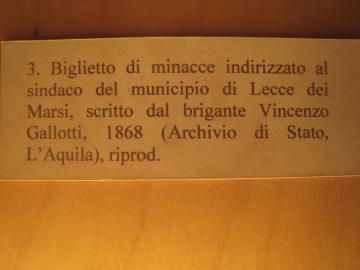 3. Biglietto di minacce indirizzato al
sindaco del municipio di Lecce dei
Marsi, scritto dal brigante Vincenzo
Gallotti, 1868 (Archivio di Stato,
L'Aquila), riprod.